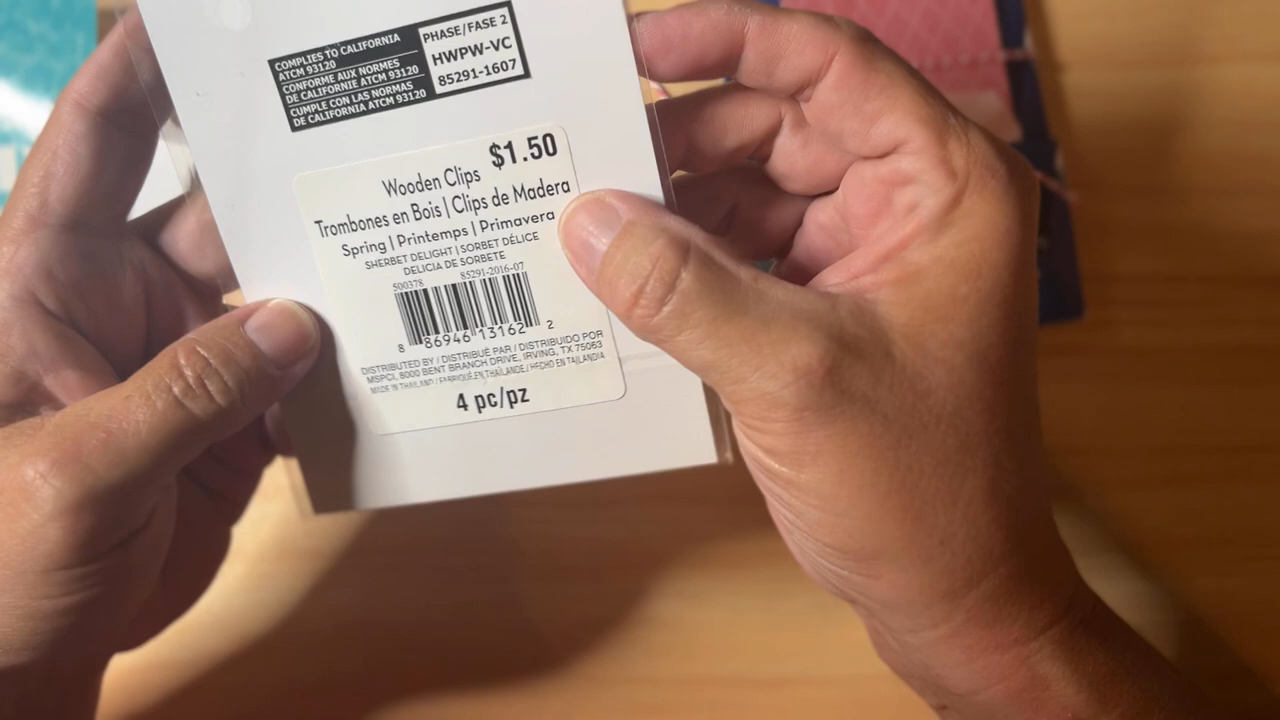 COMPLIES TO CALIFORNIA
ATCM 93120
CONFORME AUX NORMES
DE CALIFORNIE ATCM 93120
CUMPLE CON LAS NORMAS
DE CALIFORNIA ATCM 93120
PHASE/FASE 2
HWPW-VC
85291-1607
$1.50
Wooden Clips
Trombones en Bois | Clips de Madera
Spring | Printemps | Primavera
SHERBET DELIGHT | SORBET DÉLICE
DELICIA DE SORBETE
500378 85291-2016-07
8 86946 13162 2
DISTRIBUTED BY / DISTRIBUÉ PAR / DISTRIBUIDO POR
MSPCI, 8000 BENT BRANCH DRIVE, IRVING, TX 75063
MADE IN THAILAND / FABRIQUÉ EN THAÏLANDE / HECHO EN TAILANDIA
4 pc/pz